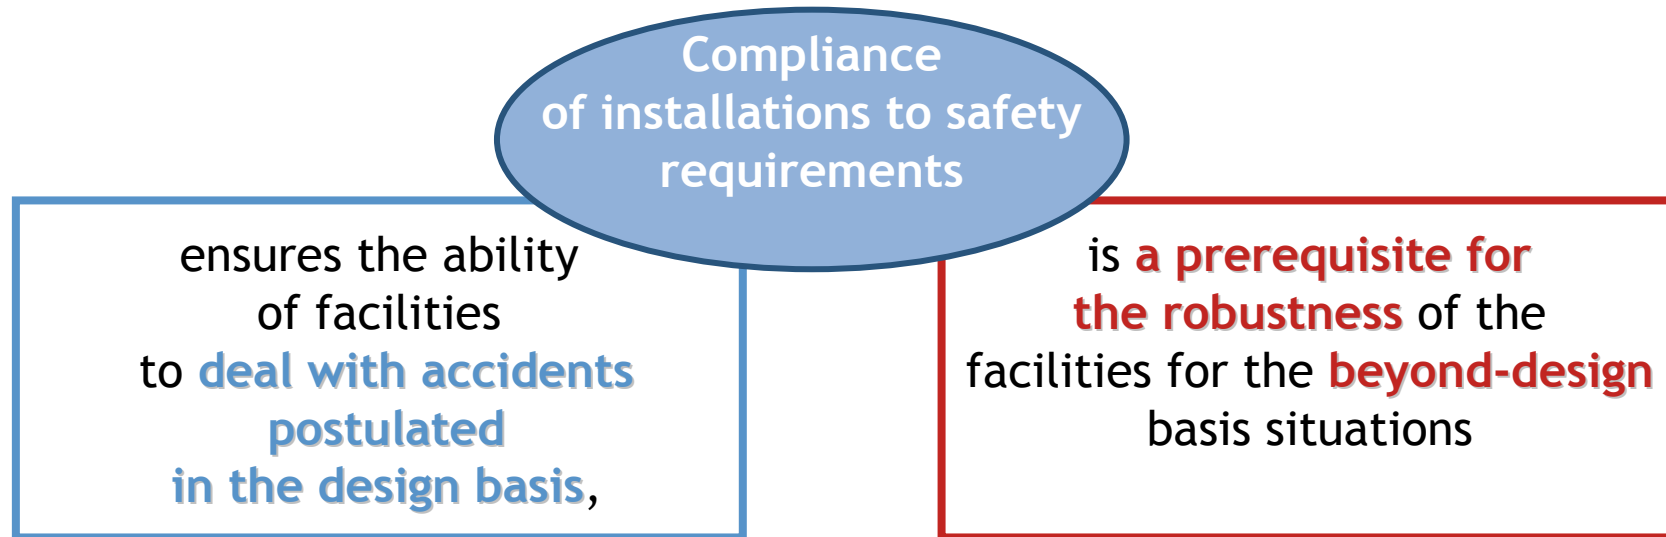 Compliance
of installations to safety
requirements
ensures the ability
of facilities
to deal with accidents
postulated
in the design basis,
is a prerequisite for
the robustness of the
facilities for the beyond-design
basis situations